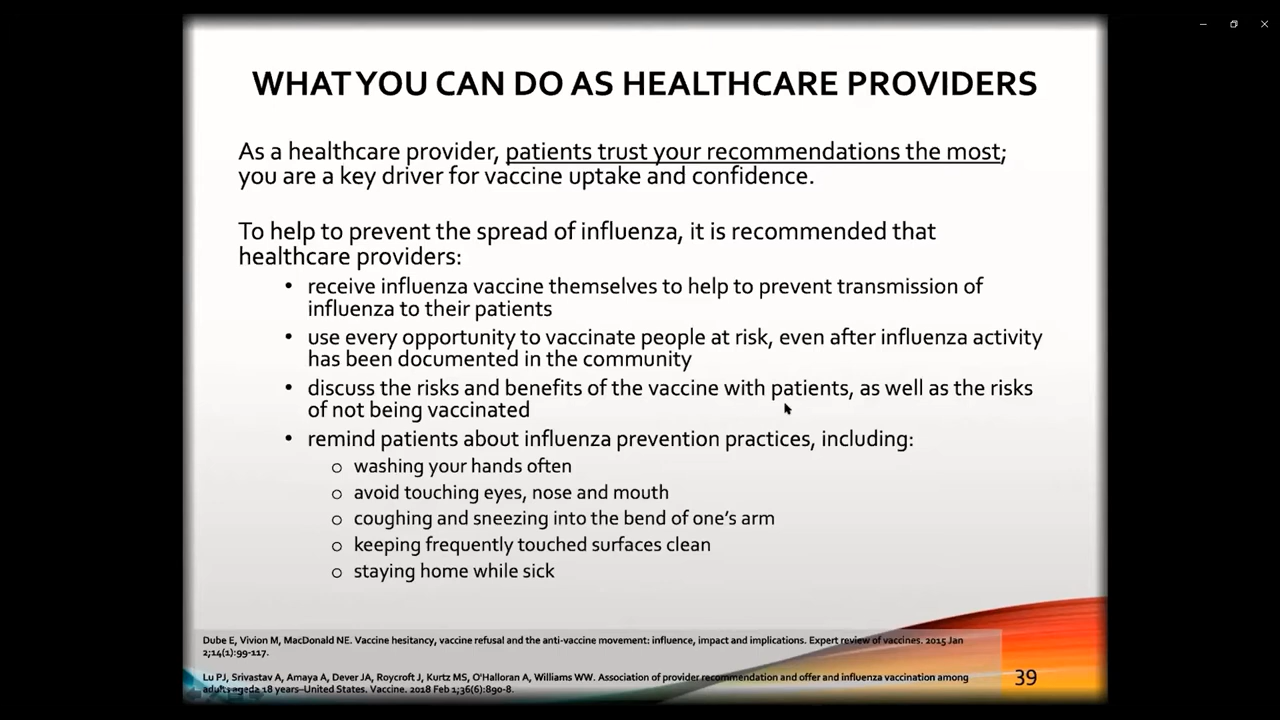 WHAT YOU CAN DO AS HEALTHCARE PROVIDERS
As a healthcare provider, patients trust your recommendations the most;
you are a key driver for vaccine uptake and confidence.
To help to prevent the spread of influenza, it is recommended that
healthcare providers:
• receive influenza vaccine themselves to help to prevent transmission of
influenza to their patients
• use every opportunity to vaccinate people at risk, even after influenza activity
has been documented in the community
• discuss the risks and benefits of the vaccine with patients, as well as the risks
of not being vaccinated
• remind patients about influenza prevention practices, including:
o washing your hands often
o avoid touching eyes, nose and mouth
o coughing and sneezing into the bend of one's arm
o keeping frequently touched surfaces clean
o staying home while sick
Dube E, Vivion M, MacDonald NE. Vaccine hesitancy, vaccine refusal and the anti-vaccine movement: influence, impact and implications. Expert review of vaccines. 2015 Jan
2;14(1):99-117.
Lu PJ, Srivastav A, Amaya A, Dever JA, Roycroft J, Kurtz MS, O'Halloran A, Williams WW. Association of provider recommendation and offer and influenza vaccination among
adults aged≥ 18 years–United States. Vaccine. 2018 Feb 1;36(6):890-8.
39